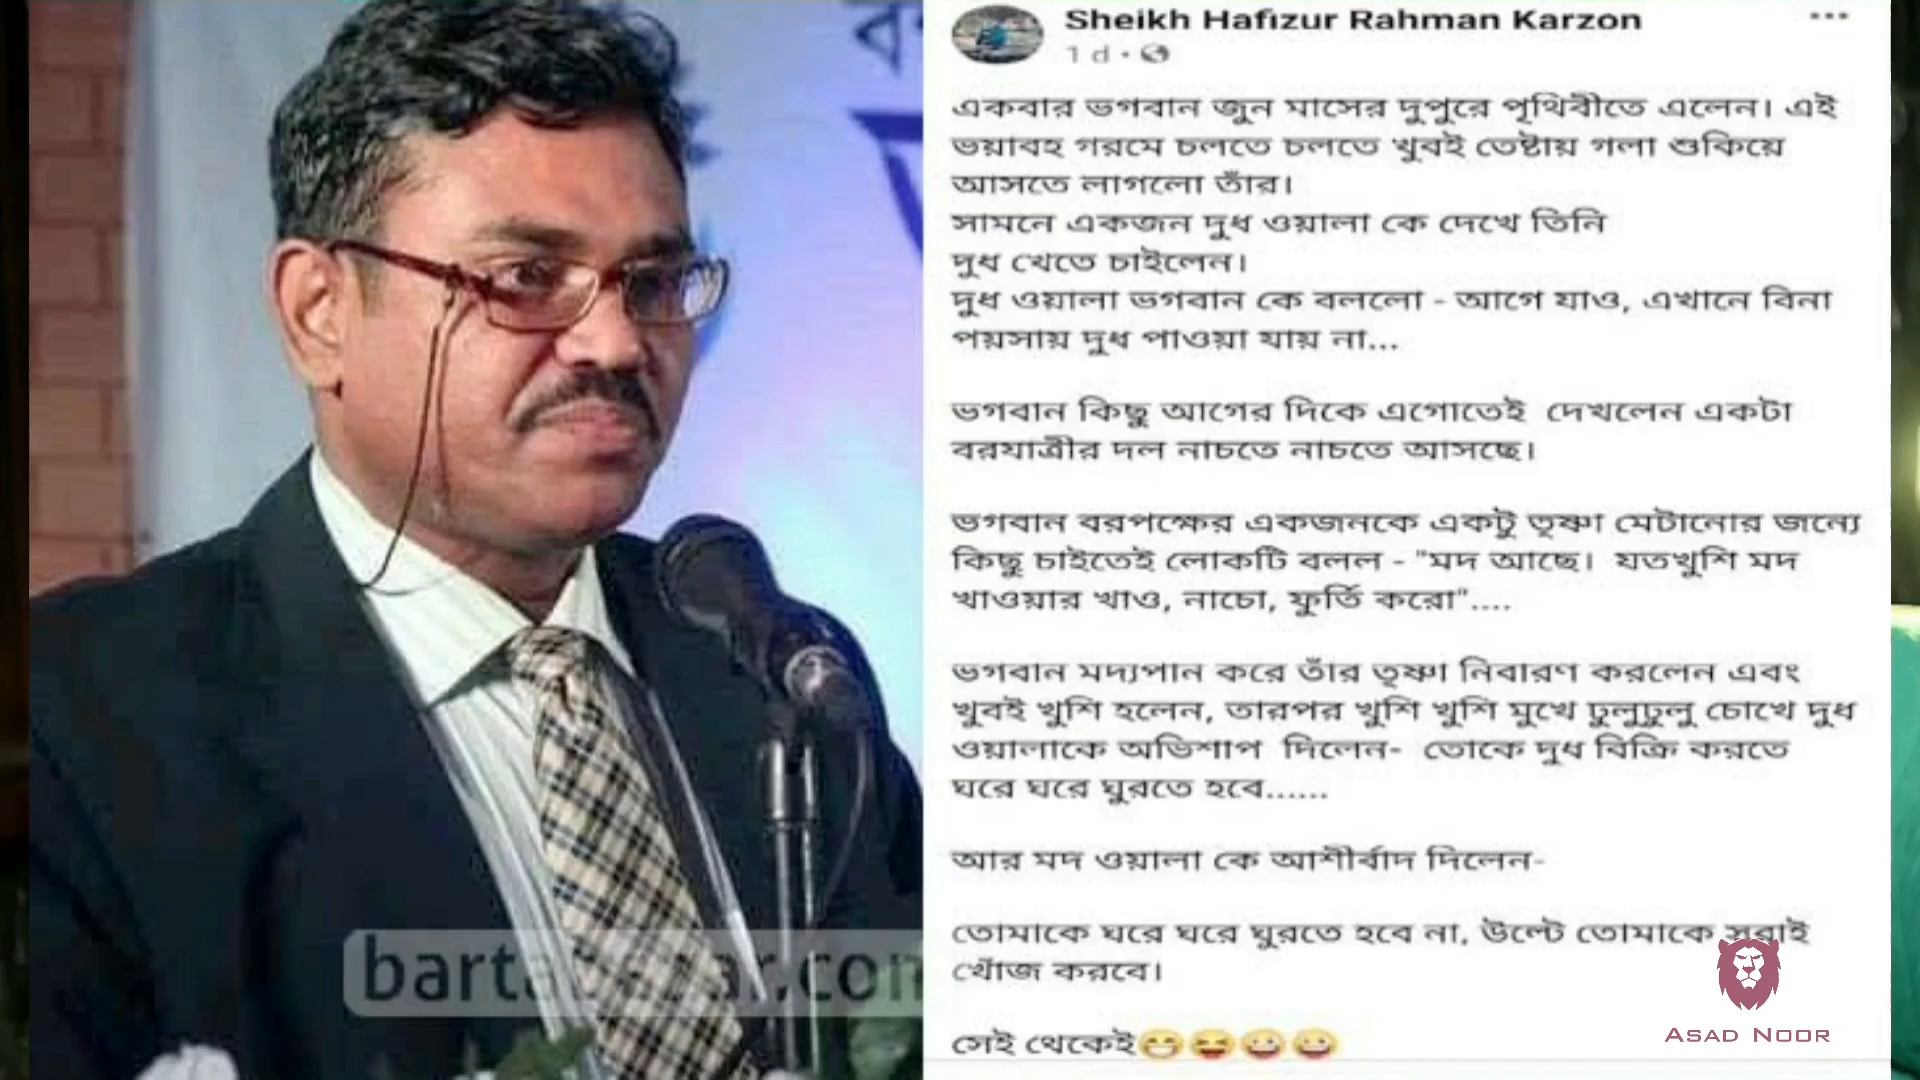 Sheikh Hafizur Rahman Karzon
1 d
একবার ভগবান জুন মাসের দুপুরে পৃথিবীতে এলেন। এই
ভয়াবহ গরমে চলতে চলতে খুবই তেষ্টায় গলা শুকিয়ে
আসতে লাগলো তাঁর।
সামনে একজন দুধ ওয়ালা কে দেখে তিনি
দুধ খেতে চাইলেন।
দুধ ওয়ালা ভগবান কে বললো - আগে যাও, এখানে বিনা
পয়সায় দুধ পাওয়া যায় না...
ভগবান কিছু আগের দিকে এগোতেই দেখলেন একটা
বরযাত্রীর দল নাচতে নাচতে আসছে।
ভগবান বরপক্ষের একজনকে একটু তৃষ্ণা মেটানোর জন্যে
কিছু চাইতেই লোকটি বলল - "মদ আছে। যতখুশি মদ
খাওয়ার খাও, নাচো, ফুর্তি করো"....
ভগবান মদ্যপান করে তাঁর তৃষ্ণা নিবারণ করলেন এবং
খুবই খুশি হলেন, তারপর খুশি খুশি মুখে ঢুলুঢুলু চোখে দুধ
ওয়ালাকে অভিশাপ দিলেন- তোকে দুধ বিক্রি করতে
ঘরে ঘরে ঘুরতে হবে......
আর মদ ওয়ালা কে আশীর্বাদ দিলেন-
তোমাকে ঘরে ঘরে ঘুরতে হবে না, উল্টে তোমাকে সবাই
খোঁজ করবে।
সেই থেকেই😁😝😀😀
ASAD NOOR